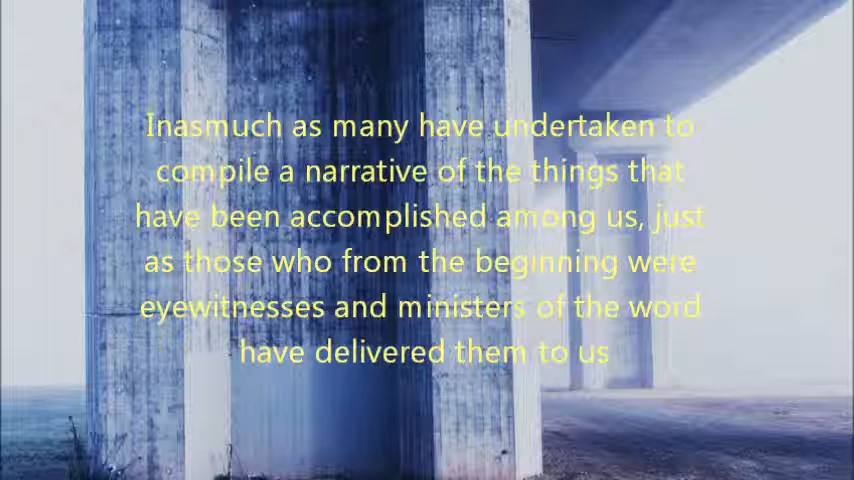 Inasmuch as many have undertaken to
compile a narrative of the things that
have been accomplished among us, just
as those who from the beginning were
eyewitnesses and ministers of the word
have delivered them to us